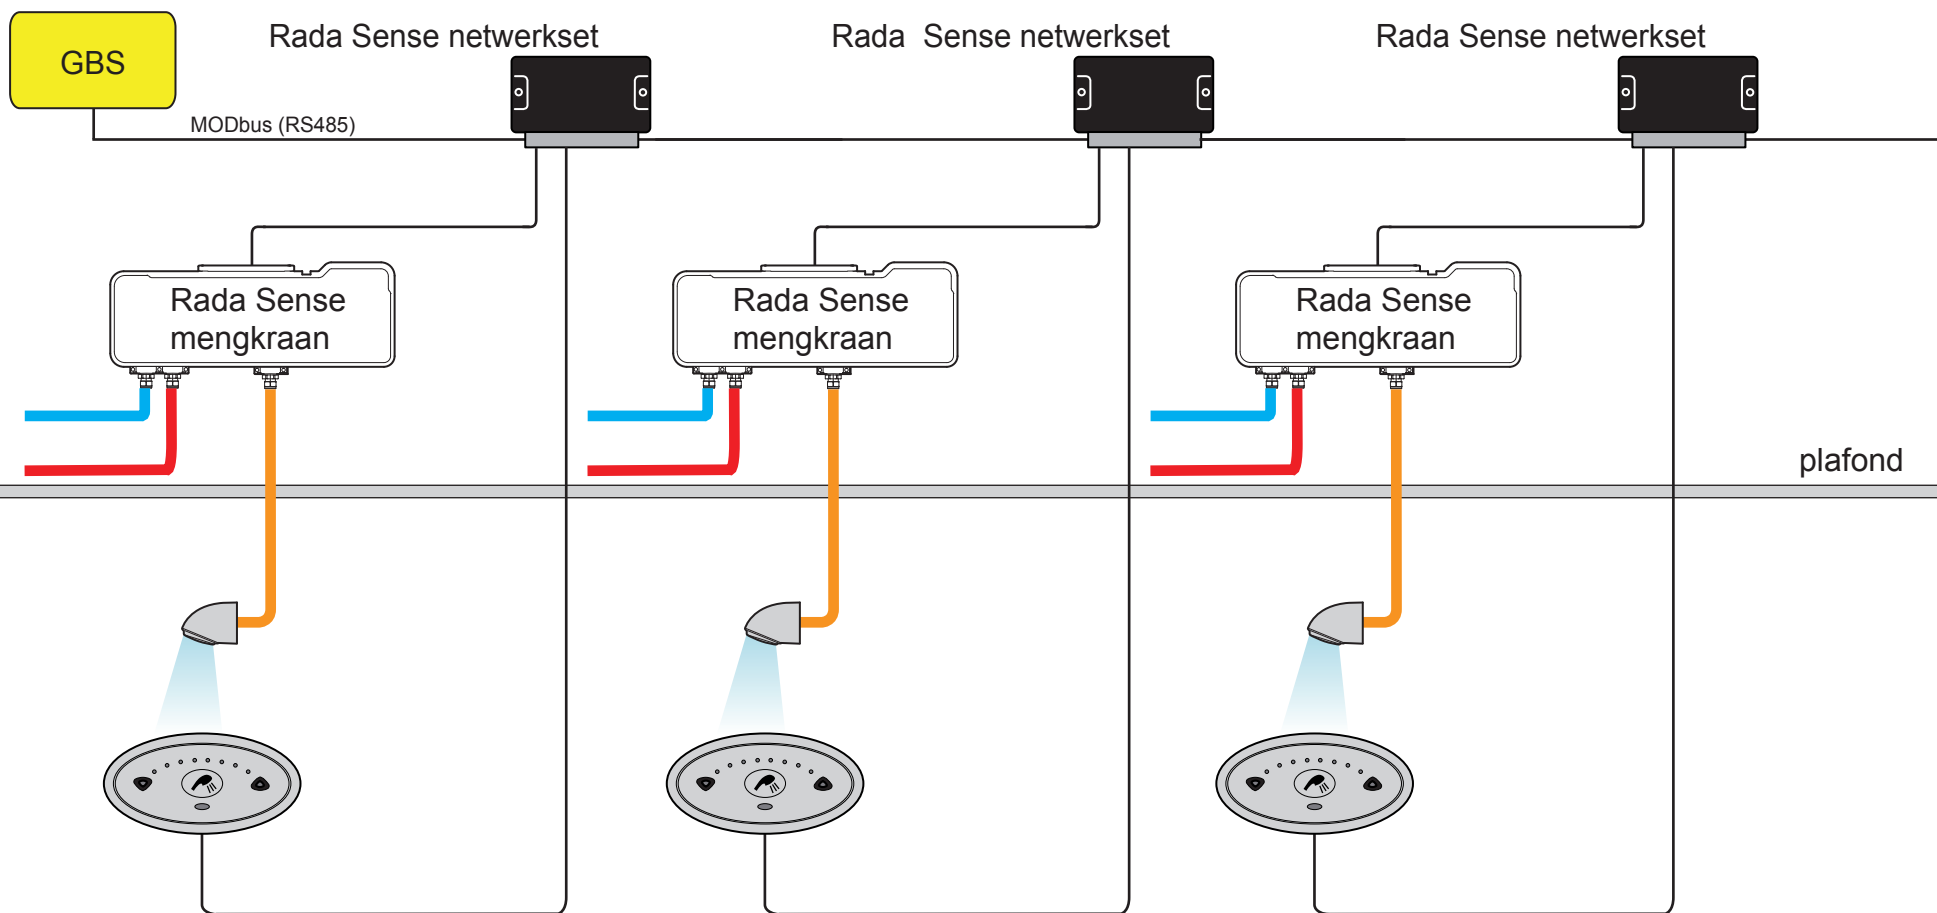 GBS
Rada Sense netwerkset
Rada Sense netwerkset
Rada Sense netwerkset
MODbus (RS485)
Rada Sense
mengkraan
Rada Sense
mengkraan
Rada Sense
mengkraan
plafond